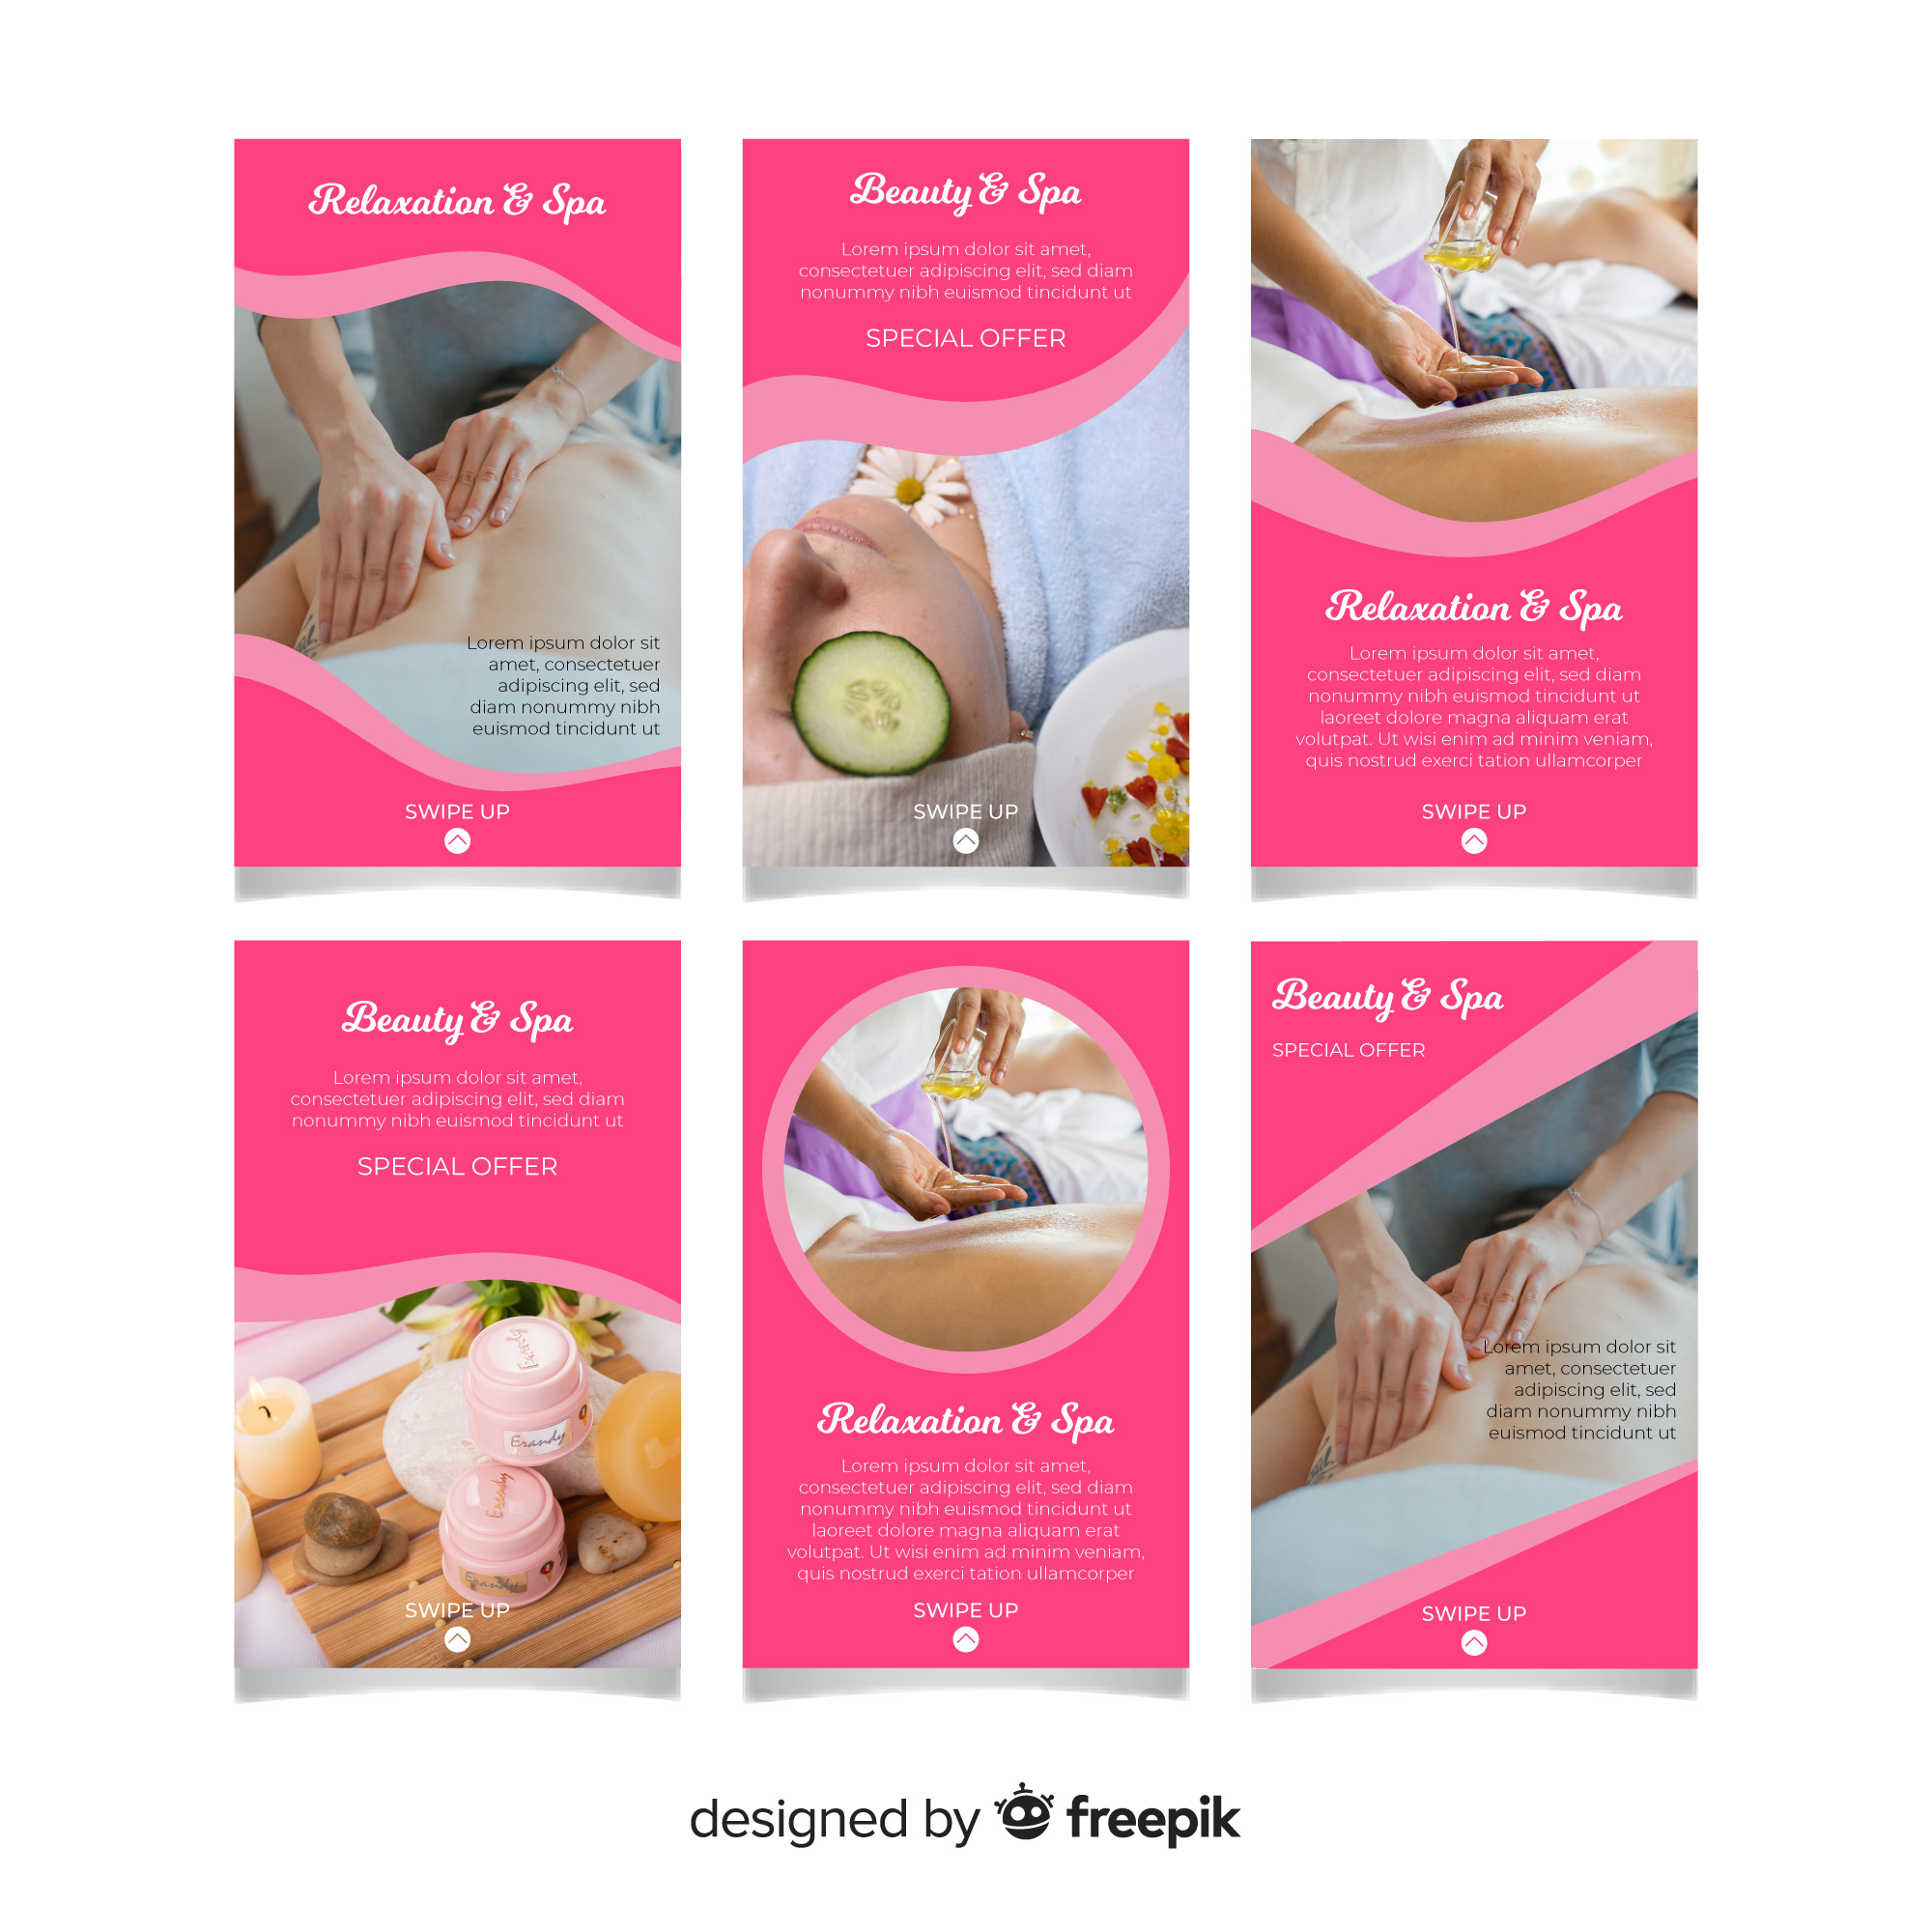 Relaxation & Spa
Lorem ipsum dolor sit
amet, consectetuer
adipiscing elit, sed
diam nonummy nibh
euismod tincidunt ut
SWIPE UP
Beauty & Spa
Lorem ipsum dolor sit amet,
consectetuer adipiscing elit, sed diam
nonummy nibh euismod tincidunt ut
SPECIAL OFFER
SWIPE UP
Relaxation & Spa
Lorem ipsum dolor sit amet,
consectetuer adipiscing elit, sed diam
nonummy nibh euismod tincidunt ut
laoreet dolore magna aliquam erat
volutpat. Ut wisi enim ad minim veniam,
quis nostrud exerci tation ullamcorper
SWIPE UP
Beauty & Spa
Lorem ipsum dolor sit amet,
consectetuer adipiscing elit, sed diam
nonummy nibh euismod tincidunt ut
SPECIAL OFFER
Erandy
Erandy
Erandy
Erandy
SWIPE UP
Relaxation & Spa
Lorem ipsum dolor sit amet,
consectetuer adipiscing elit, sed diam
nonummy nibh euismod tincidunt ut
laoreet dolore magna aliquam erat
volutpat. Ut wisi enim ad minim veniam,
quis nostrud exerci tation ullamcorper
SWIPE UP
Beauty & Spa
SPECIAL OFFER
Lorem ipsum dolor sit
amet, consectetuer
adipiscing elit, sed
diam nonummy nibh
euismod tincidunt ut
SWIPE UP
designed by freepik